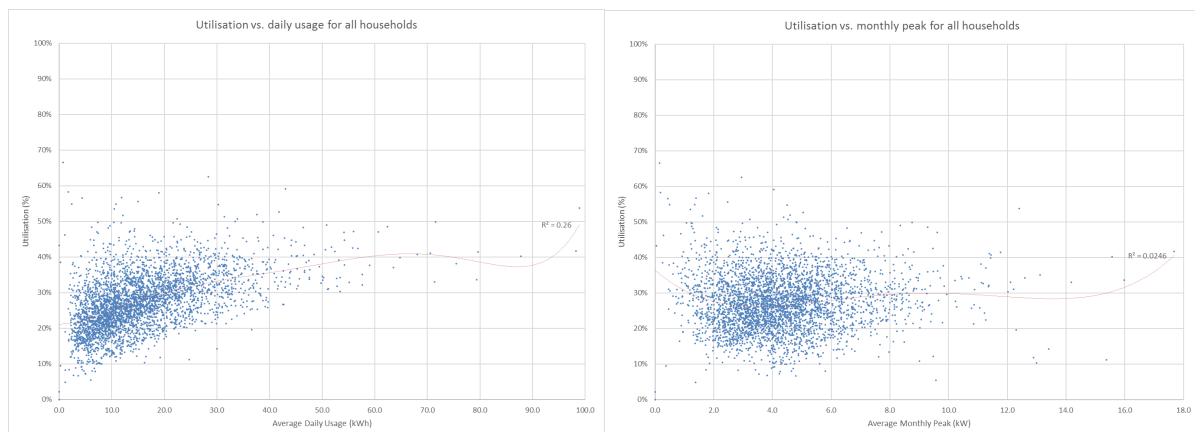 Utilisation vs. daily usage for all households
100%
90%
80%
70%
60%
50%
40%
30%
20%
10%
0%
Utilisation (%)
R² = 0.26
0.0 10.0 20.0 30.0 40.0 50.0 60.0 70.0 80.0 90.0 100.0
Average Daily Usage (kWh)
Utilisation vs. monthly peak for all households
100%
90%
80%
70%
60%
50%
40%
30%
20%
10%
0%
Utilisation (%)
R² = 0.0246
0.0 2.0 4.0 6.0 8.0 10.0 12.0 14.0 16.0 18.0
Average Monthly Peak (kW)